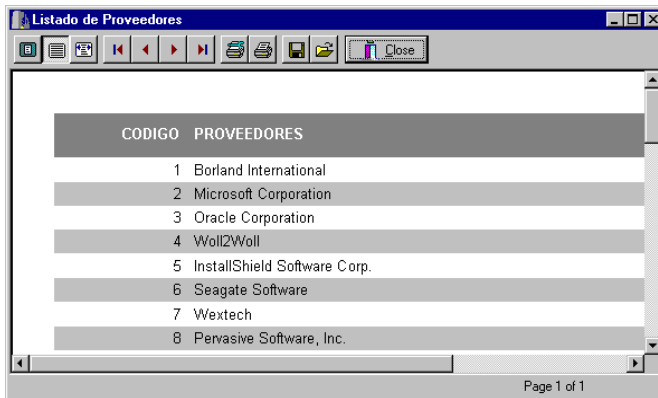 Listado de Proveedores
Close
CODIGO PROVEEDORES
1 Borland International
2 Microsoft Corporation
3 Oracle Corporation
4 Woll2Woll
5 InstallShield Software Corp.
6 Seagate Software
7 Wextech
8 Pervasive Software, Inc.
Page 1 of 1